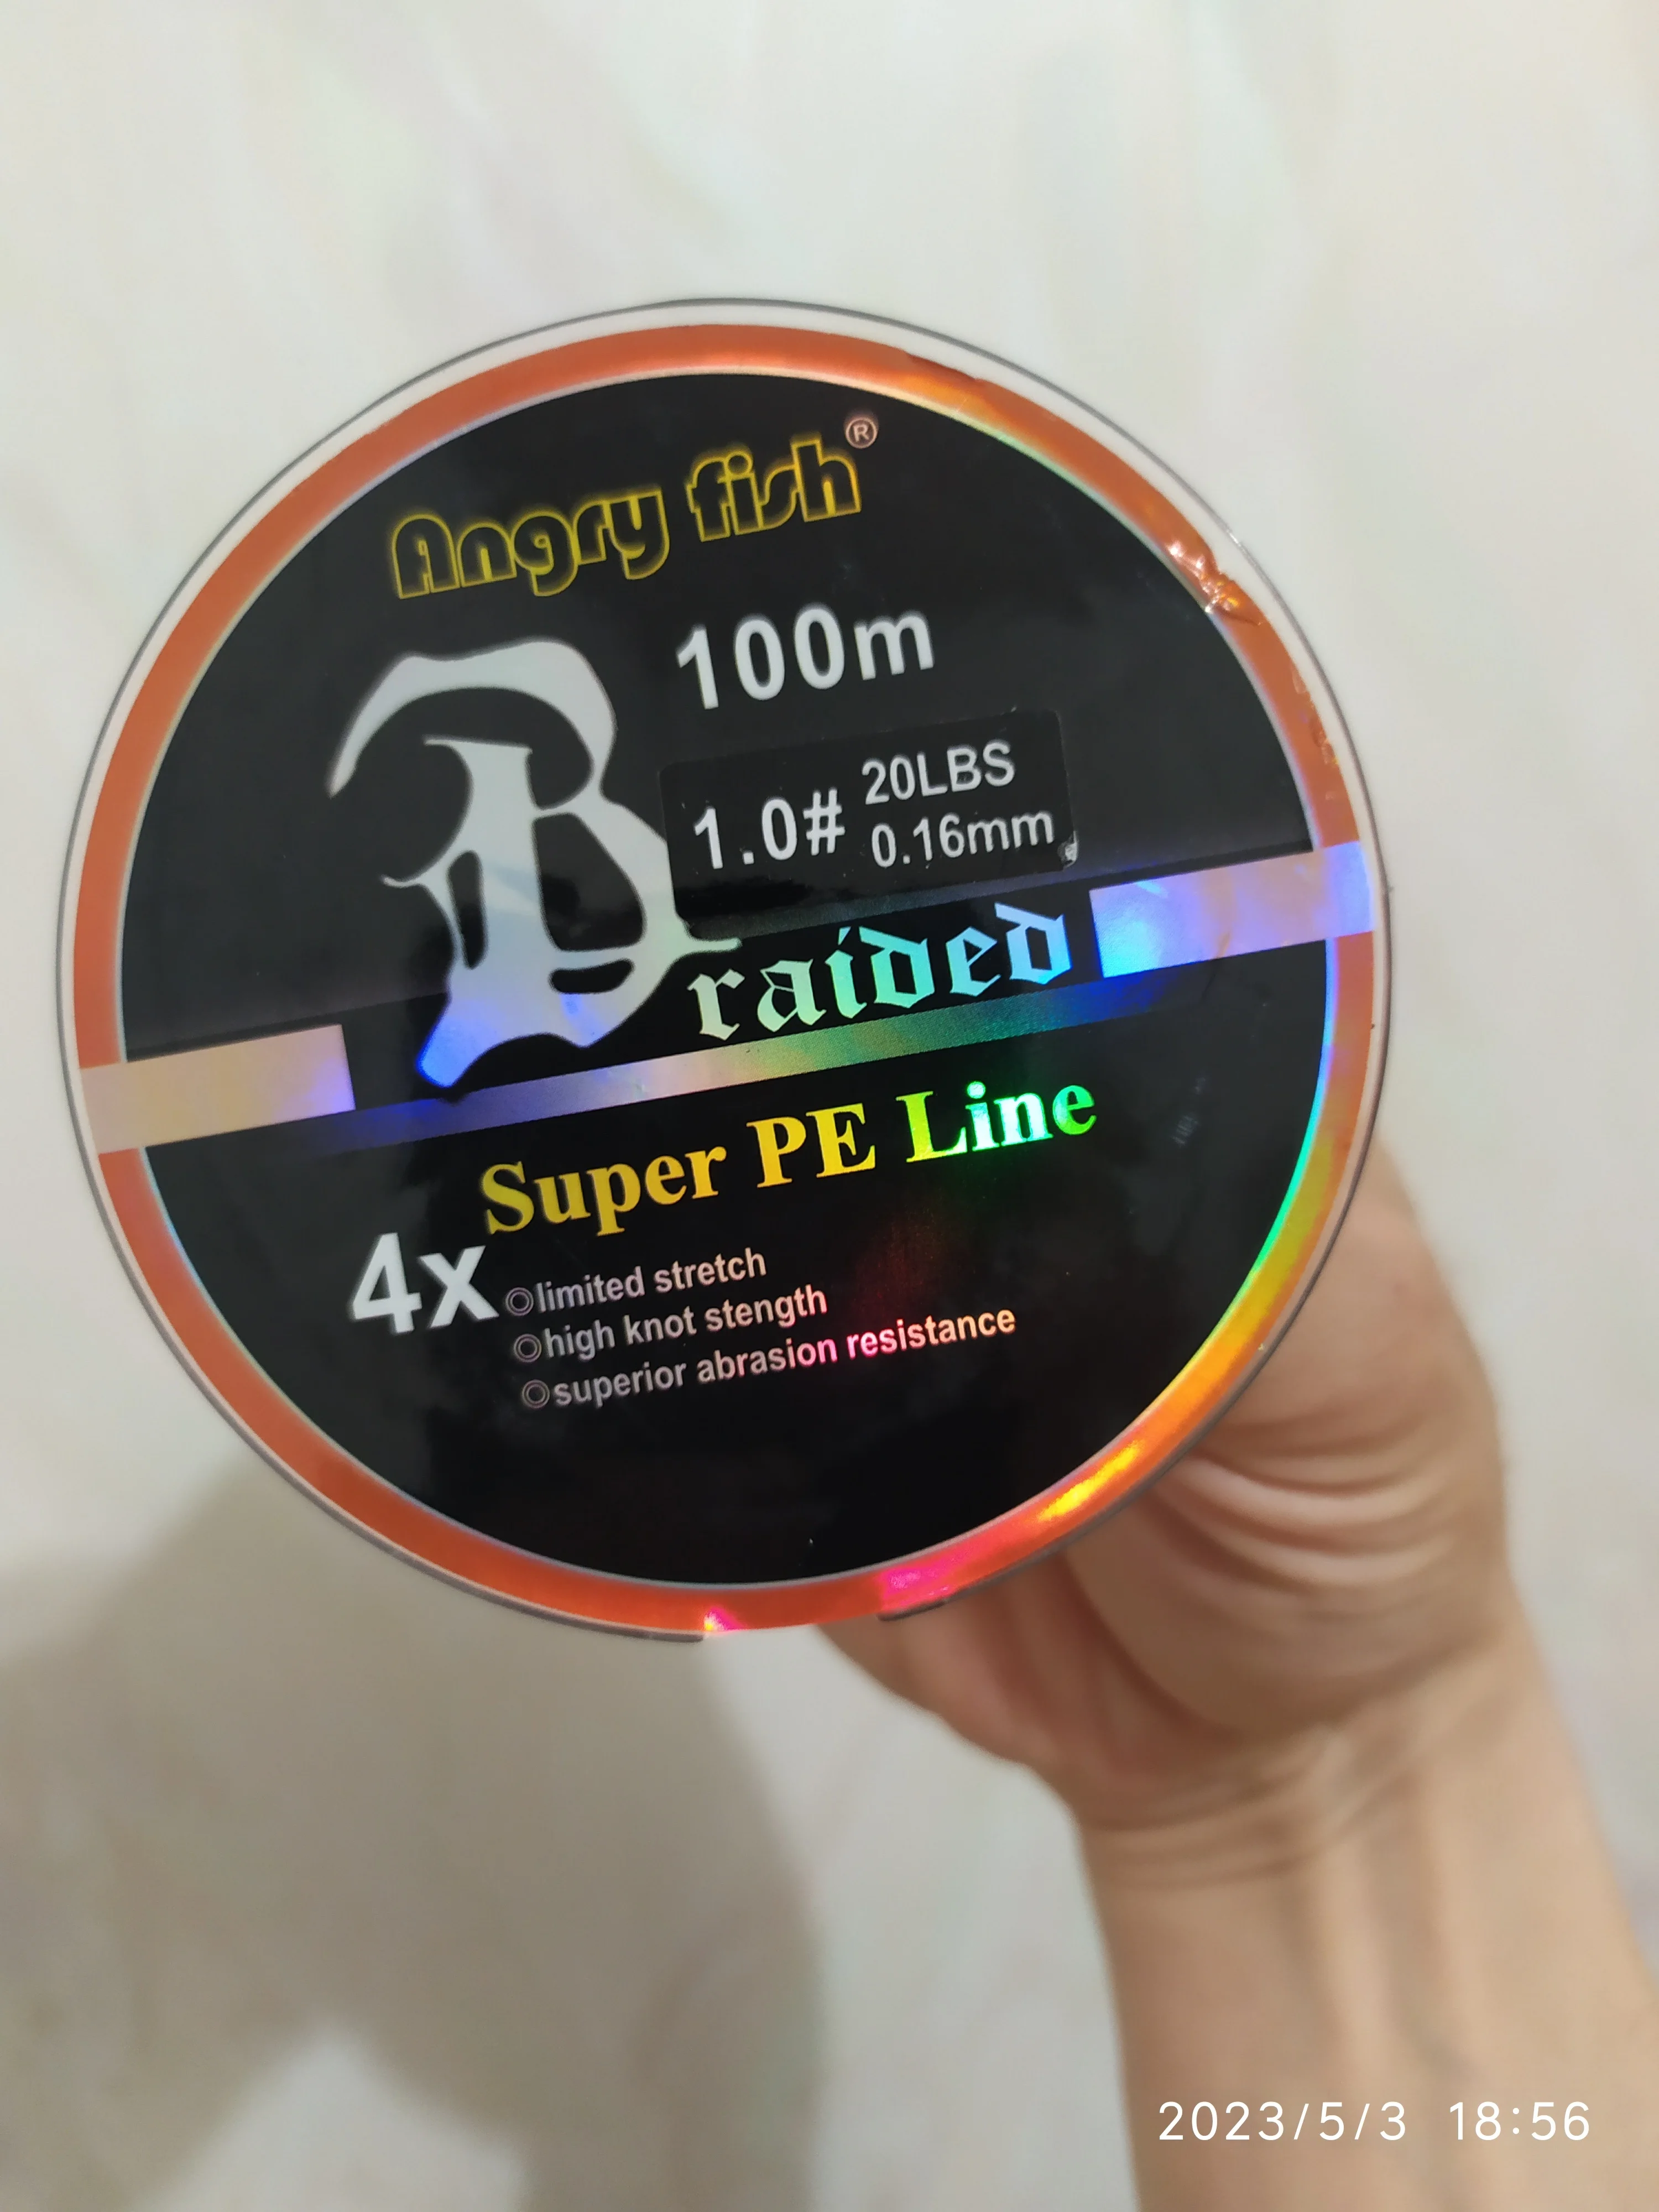 Angry fish®
100m
1.0# 20LBS
0.16mm
Braided
Super PE Line
4x
◎limited stretch
◎high knot stength
◎superior abrasion resistance
2023/5/3 18:56